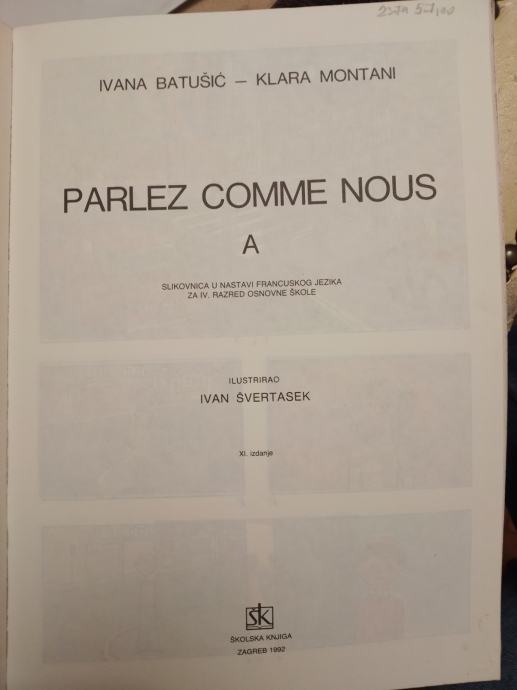 IVANA BATUŠIĆ – KLARA MONTANI
PARLEZ COMME NOUS
A
SLIKOVNICA U NASTAVI FRANCUSKOG JEZIKA
ZA IV. RAZRED OSNOVNE ŠKOLE
ILUSTRIRAO
IVAN ŠVERTASEK
XI. izdanje
šk
ŠKOLSKA KNJIGA
ZAGREB 1992